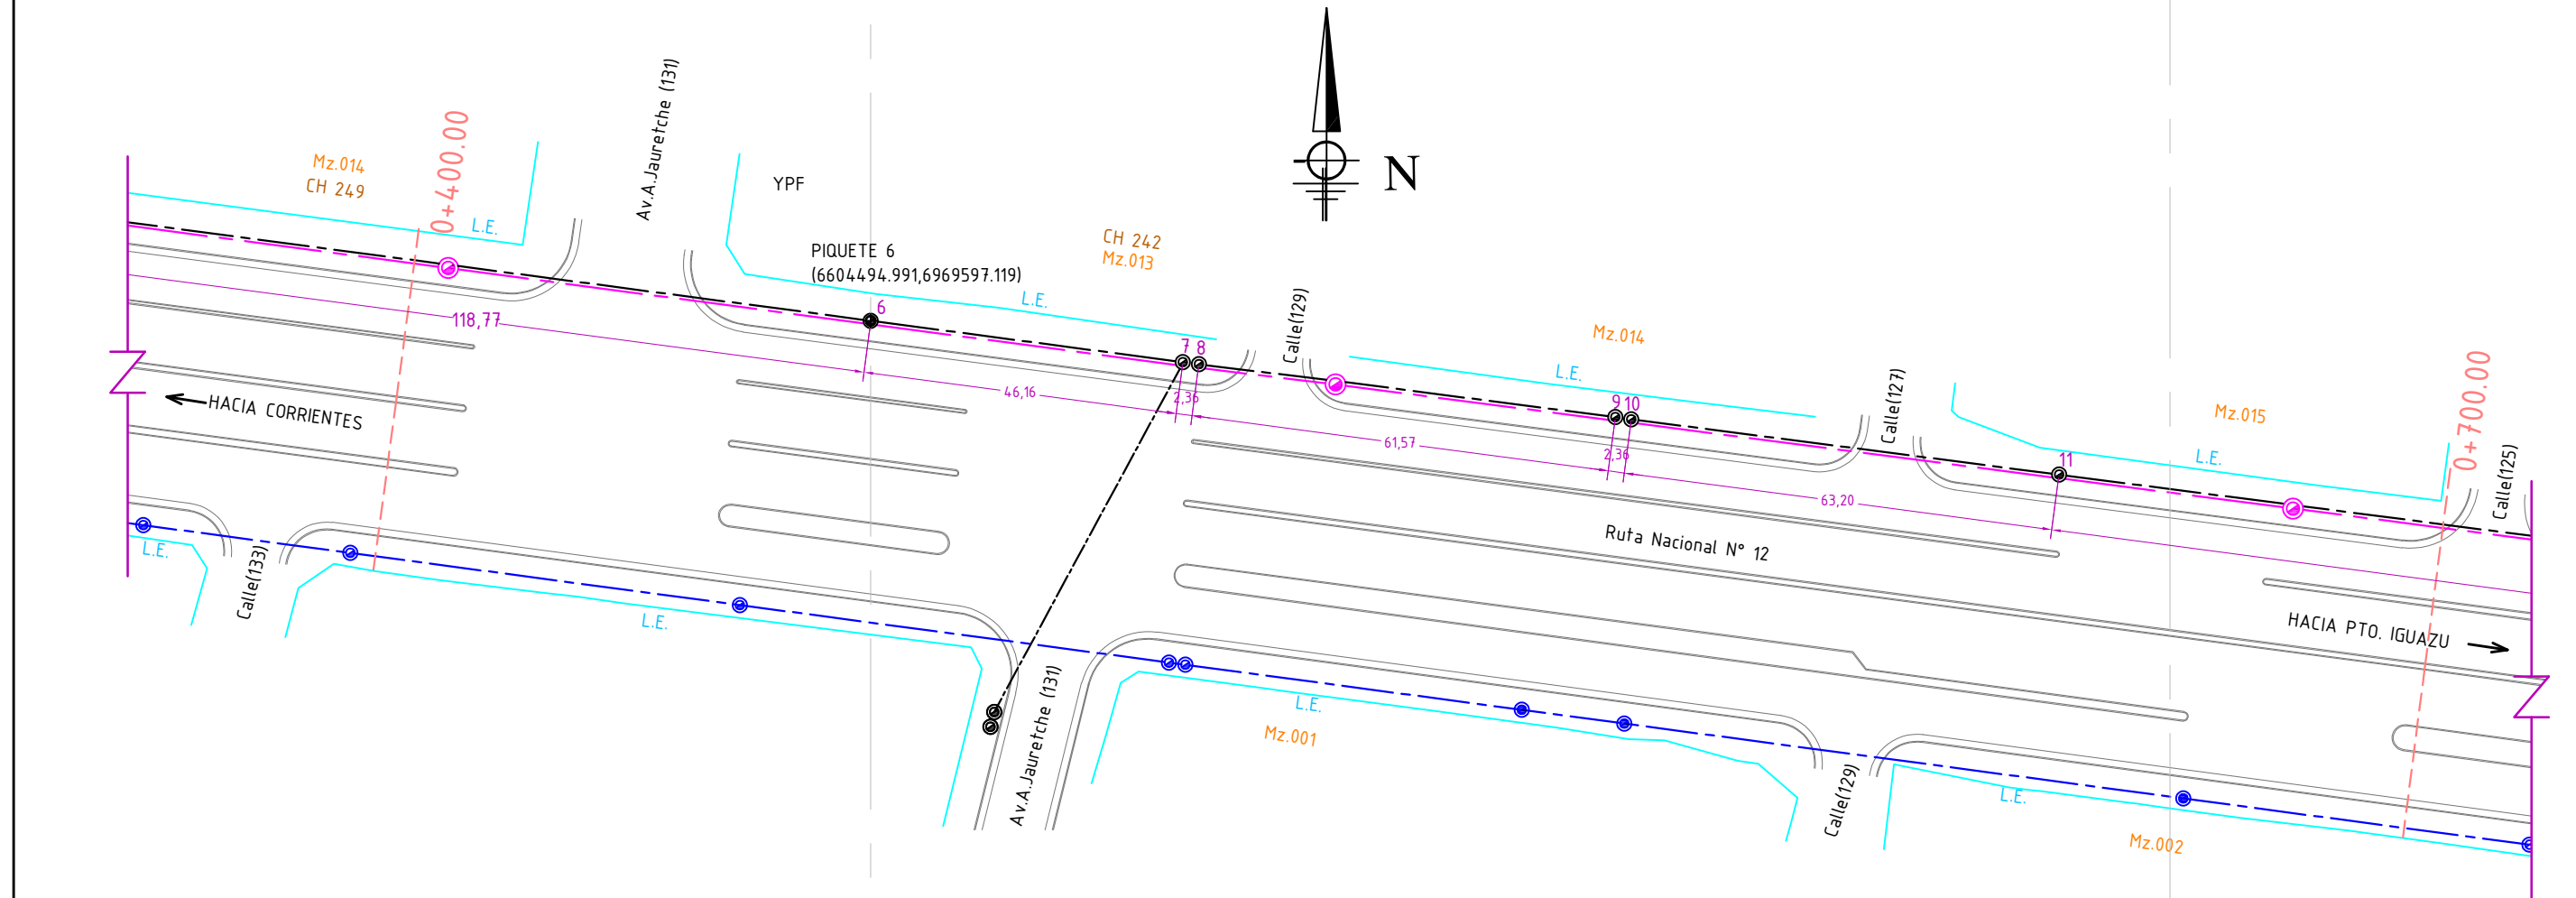 Mz.014
CH 249
0+400.00
L.E.
Av.A.Jauretche (131)
YPF
PIQUETE 6
(6604494.991,6969597.119)
6
L.E.
CH 242
Mz.013
N
118,77
46,16
7 8
2,36
Calle(129)
61,57
L.E.
Mz.014
9 10
2,36
63,20
Calle(127)
11
Mz.015
L.E.
0+700.00
Calle(125)
HACIA CORRIENTES
Ruta Nacional N° 12
HACIA PTO. IGUAZU
L.E.
Calle(133)
L.E.
Av.A.Jauretche (131)
L.E.
Mz.001
Calle(129)
L.E.
Mz.002